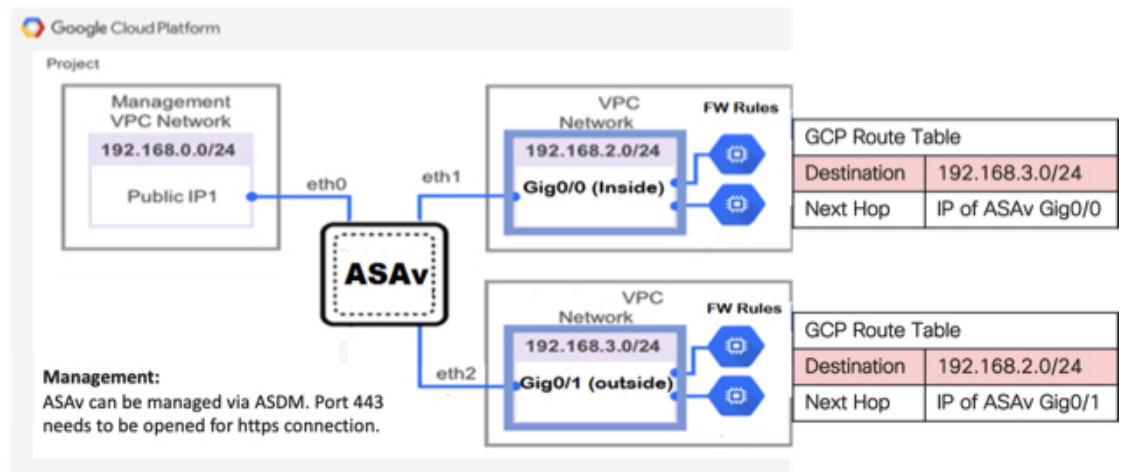 Google Cloud Platform
Project
Management
VPC Network
192.168.0.0/24
Public IP1
eth0
eth1
ASAv
eth2
VPC
Network
FW Rules
192.168.2.0/24
Gig0/0 (Inside)
GCP Route Table
Destination 192.168.3.0/24
Next Hop IP of ASAv Gig0/0
VPC
Network
FW Rules
192.168.3.0/24
Gig0/1 (outside)
GCP Route Table
Destination 192.168.2.0/24
Next Hop IP of ASAv Gig0/1
Management:
ASAv can be managed via ASDM. Port 443
needs to be opened for https connection.